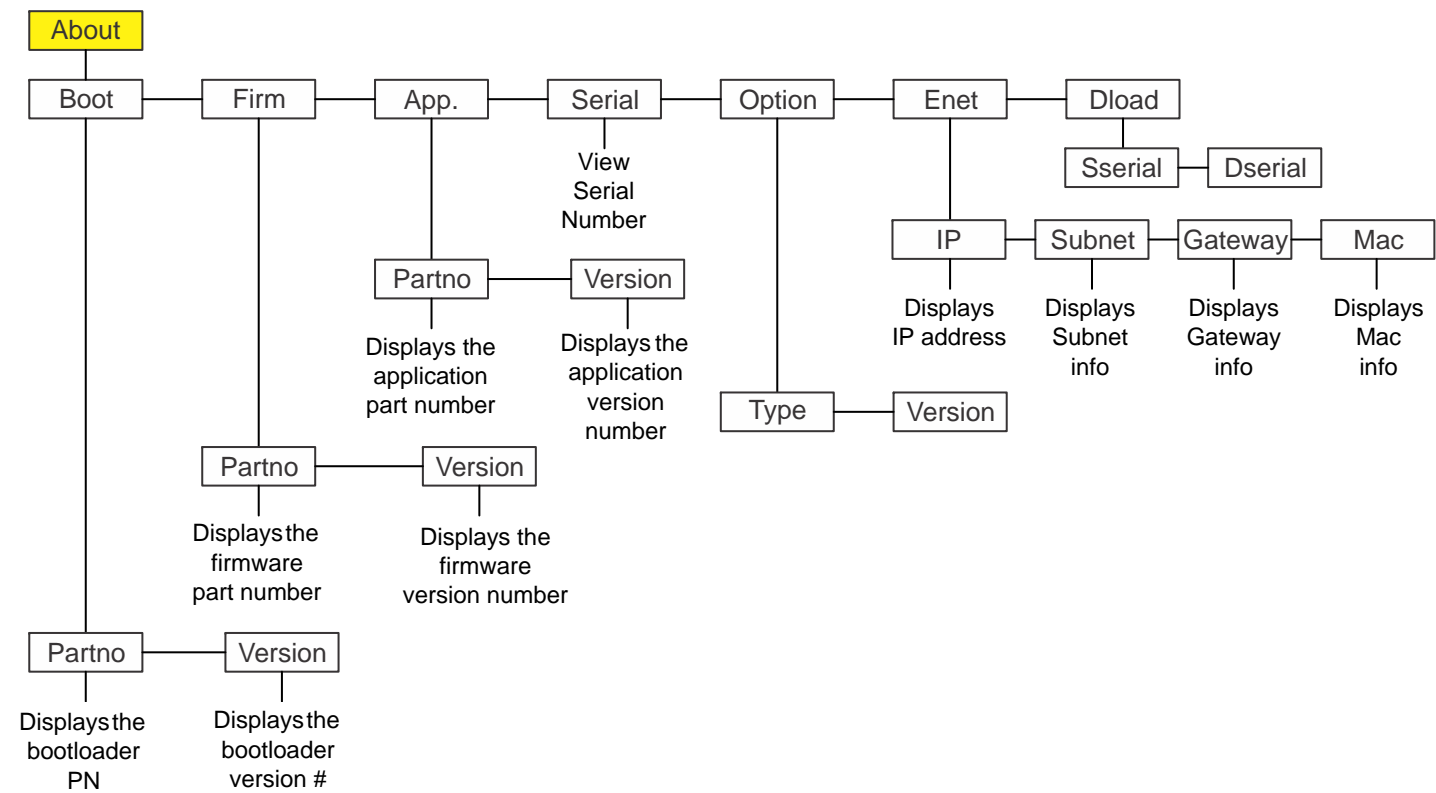 About
Boot
Firm
App.
Serial
Option
Enet
Dload
View
Serial
Number
Sserial
Dserial
IP
Subnet
Gateway
Mac
Displays
IP address
Displays
Subnet
info
Displays
Gateway
info
Displays
Mac
info
Partno
Version
Displays the
application
part number
Displays the
application
version
number
Type
Version
Partno
Version
Displays the
firmware
part number
Displays the
firmware
version number
Partno
Version
Displays the
bootloader
PN
Displays the
bootloader
version #